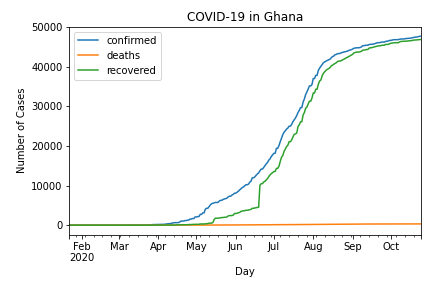 COVID-19 in Ghana
50000
40000
30000
20000
10000
0
Number of Cases
confirmed
deaths
recovered
Feb Mar Apr May Jun Jul Aug Sep Oct
2020
Day